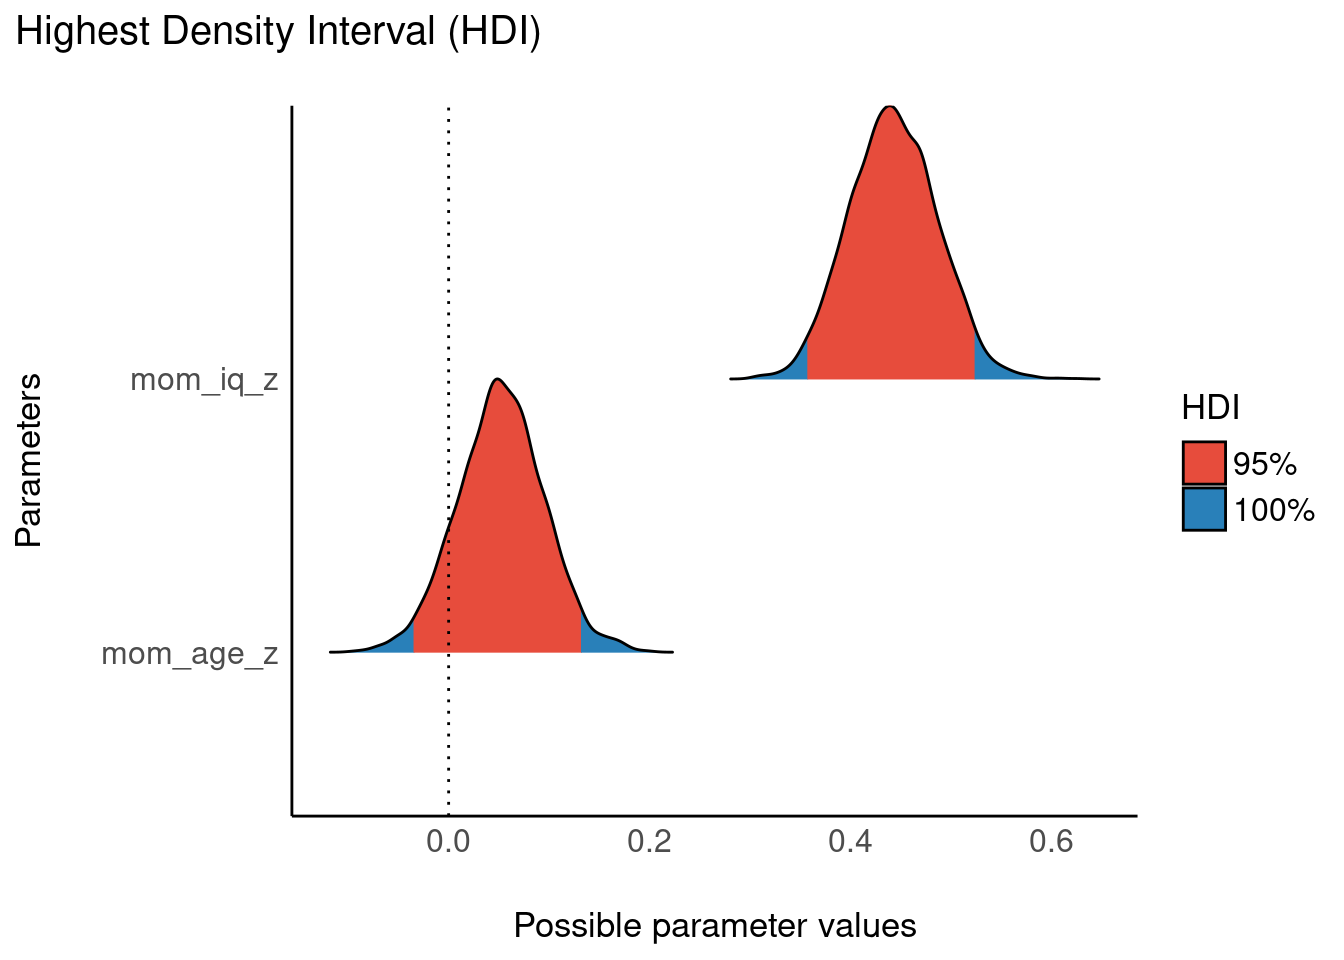 Highest Density Interval (HDI)
Parameters
mom_iq_z
mom_age_z
0.0 0.2 0.4 0.6
Possible parameter values
HDI
95%
100%